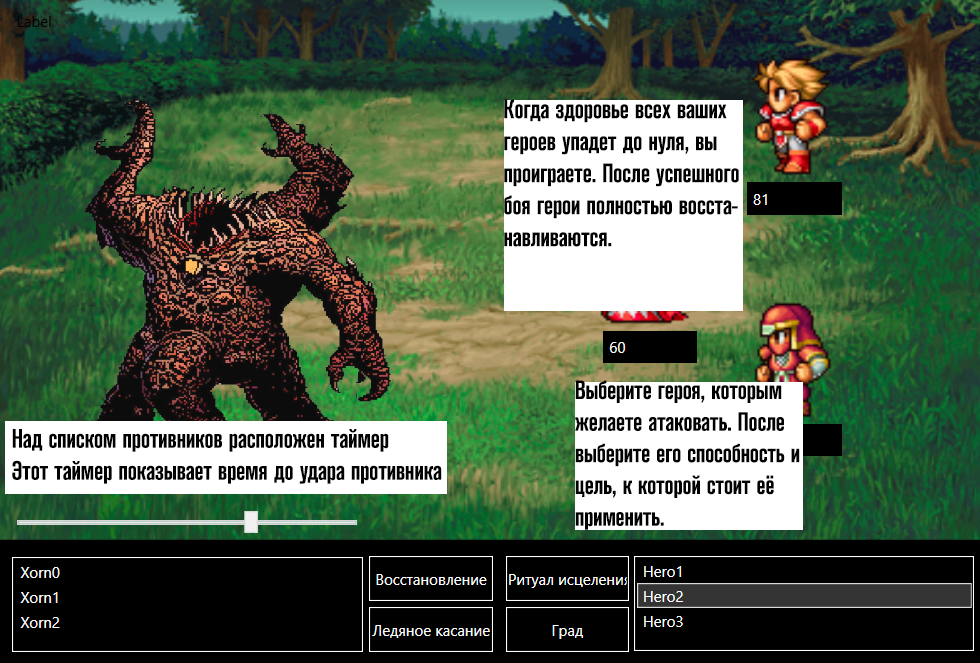 Label
Когда здоровье всех ваших
героев упадет до нуля, вы
проиграете. После успешного
боя герои полностью восста-
навливаются.
81
60
Выберите героя, которым
желаете атаковать. После
выберите его способность и
цель, к которой стоит её
применить.
Над списком противников расположен таймер
Этот таймер показывает время до удара противника
Xorn0
Xorn1
Xorn2
Восстановление
Ритуал исцеления
Ледяное касание
Град
Hero1
Hero2
Hero3